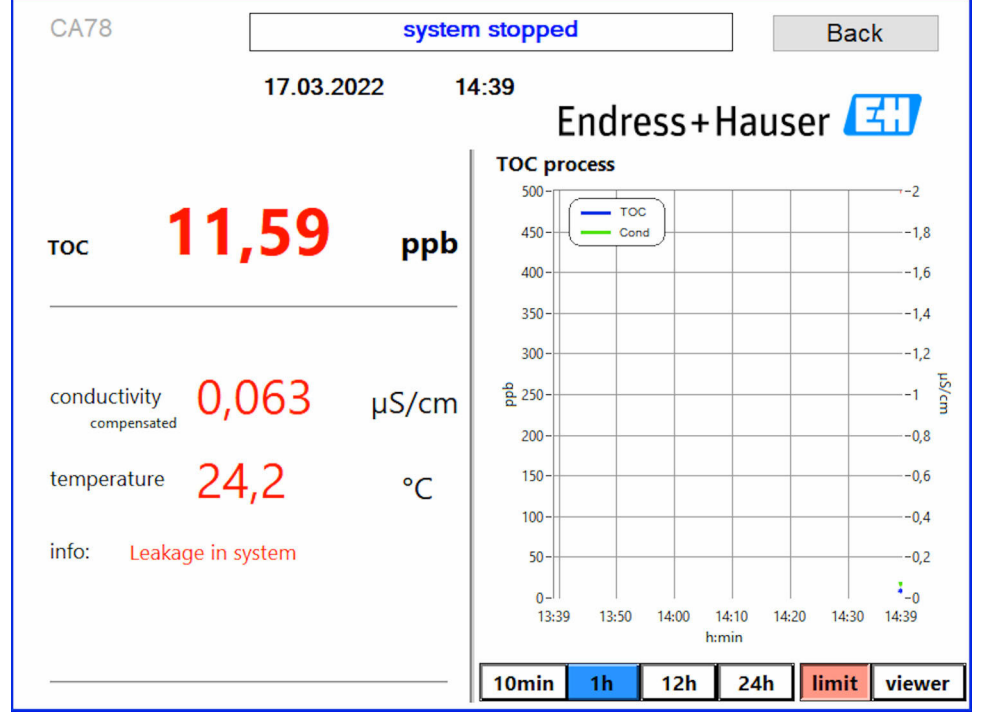 CA78
system stopped
Back
17.03.2022 14:39
Endress+Hauser EH
TOC 11,59 ppb
conductivity 0,063 µS/cm
compensated
temperature 24,2 °C
info: Leakage in system
TOC process
TOC
Cond
500
450
400
350
300
250
200
150
100
50
0
ppb
2
1,8
1,6
1,4
1,2
1
0,8
0,6
0,4
0,2
0
µS/cm
13:39 13:50 14:00 14:10 14:20 14:30 14:39
h:min
10min 1h 12h 24h limit viewer